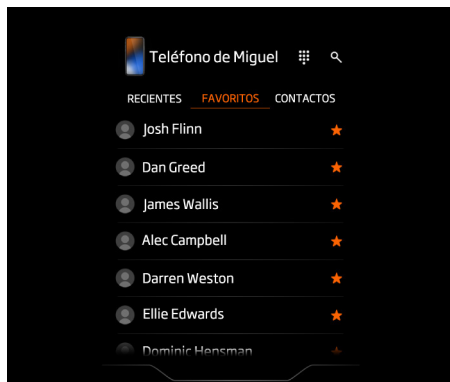 Teléfono de Miguel
RECIENTES FAVORITOS CONTACTOS
Josh Flinn
Dan Greed
James Wallis
Alec Campbell
Darren Weston
Ellie Edwards
Dominic Hensman